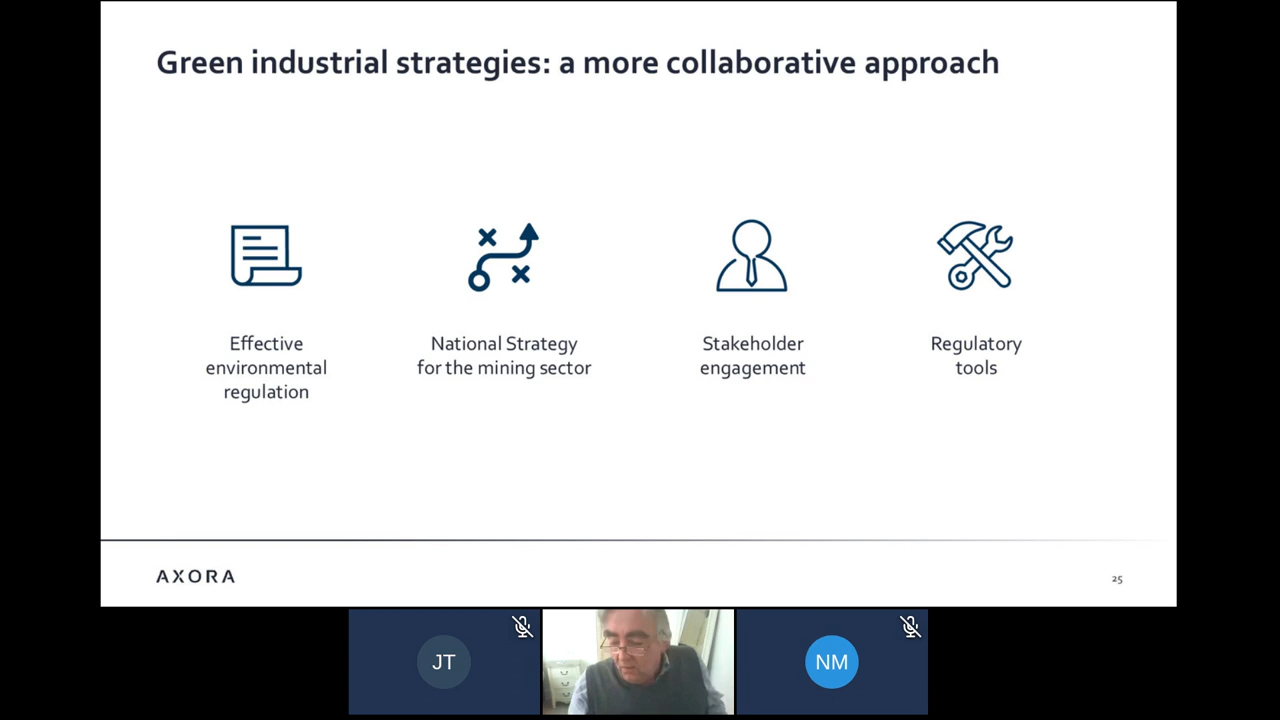 Green industrial strategies: a more collaborative approach
Effective
environmental
regulation
National Strategy
for the mining sector
Stakeholder
engagement
Regulatory
tools
AXORA
25
JT
NM